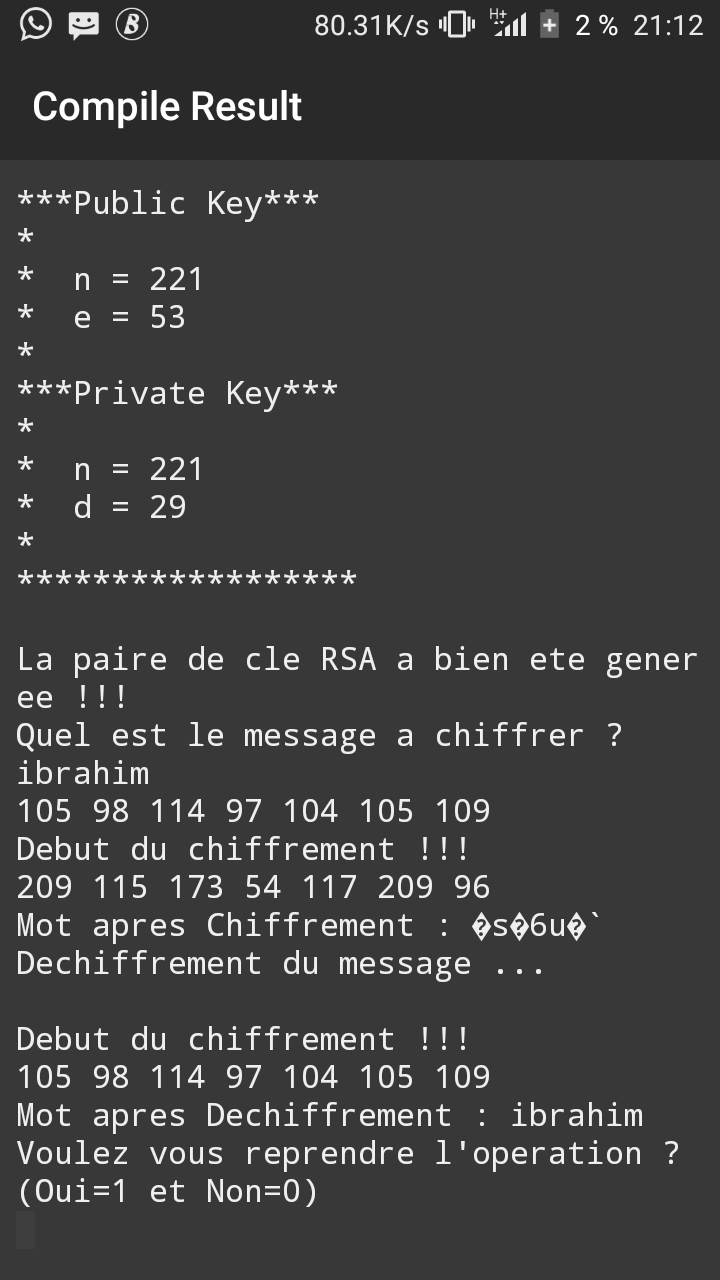 80.31K/s H+ 2 % 21:12
Compile Result
***Public Key***
*
*  n = 221
*  e = 53
*
***Private Key***
*
*  n = 221
*  d = 29
*
******************
La paire de cle RSA a bien ete gener
ee !!!
Quel est le message a chiffrer ?
ibrahim
105 98 114 97 104 105 109
Debut du chiffrement !!!
209 115 173 54 117 209 96
Mot apres Chiffrement : �s�6u�`
Dechiffrement du message ...
Debut du chiffrement !!!
105 98 114 97 104 105 109
Mot apres Dechiffrement : ibrahim
Voulez vous reprendre l'operation ?
(Oui=1 et Non=0)